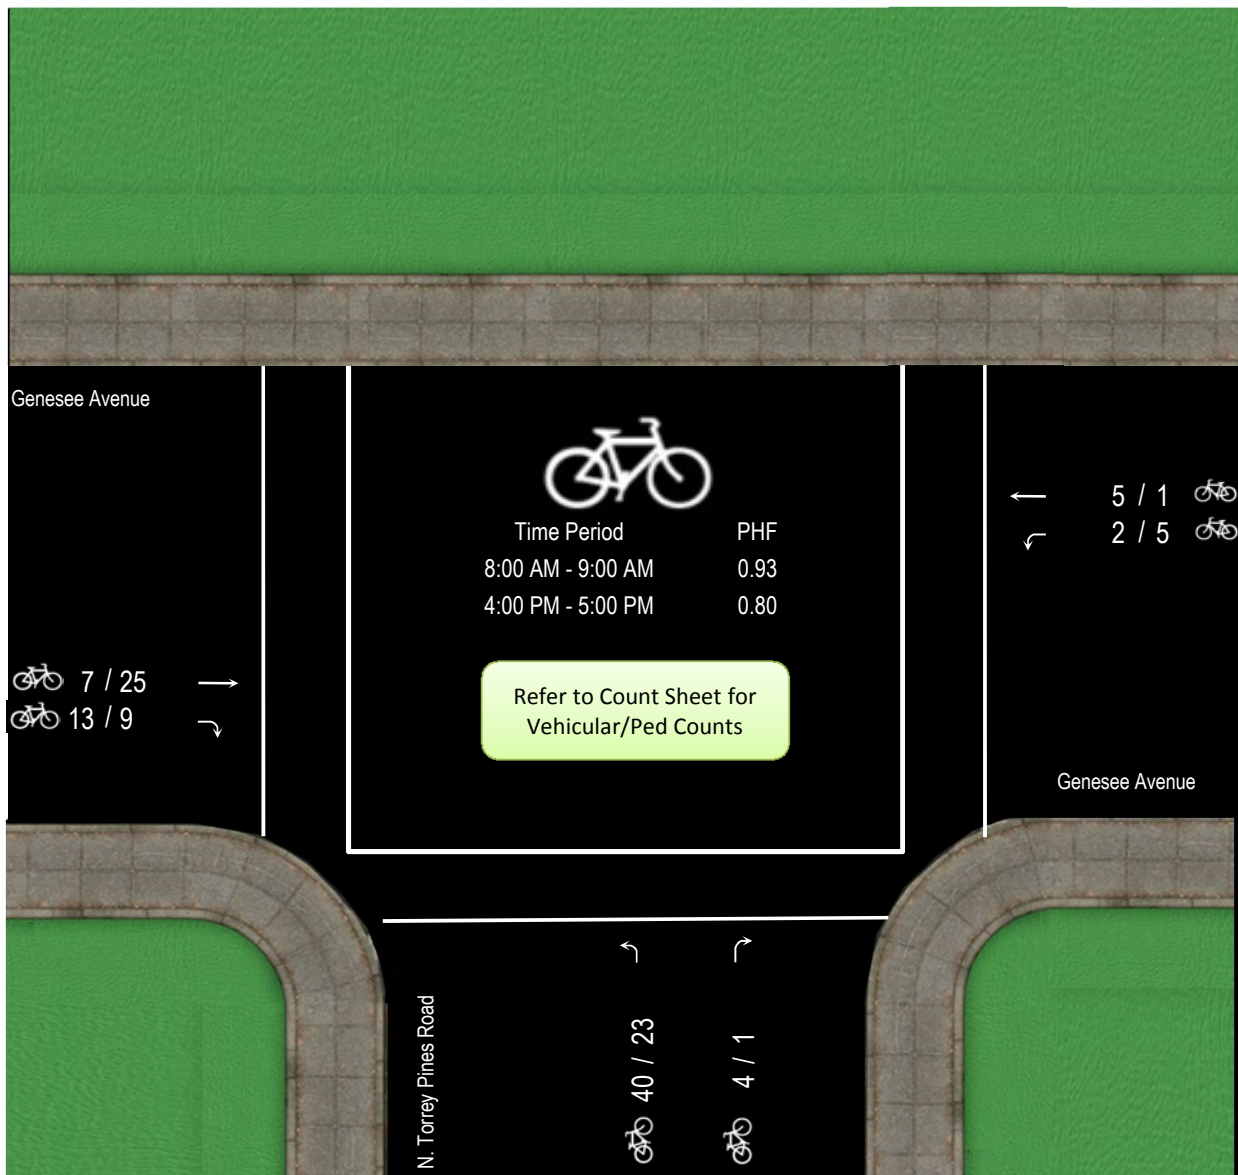 Genesee Avenue
Time Period PHF
8:00 AM - 9:00 AM 0.93
4:00 PM - 5:00 PM 0.80
5 / 1
2 / 5
7 / 25
13 / 9
Refer to Count Sheet for
Vehicular/Ped Counts
Genesee Avenue
N. Torrey Pines Road
40 / 23
4 / 1